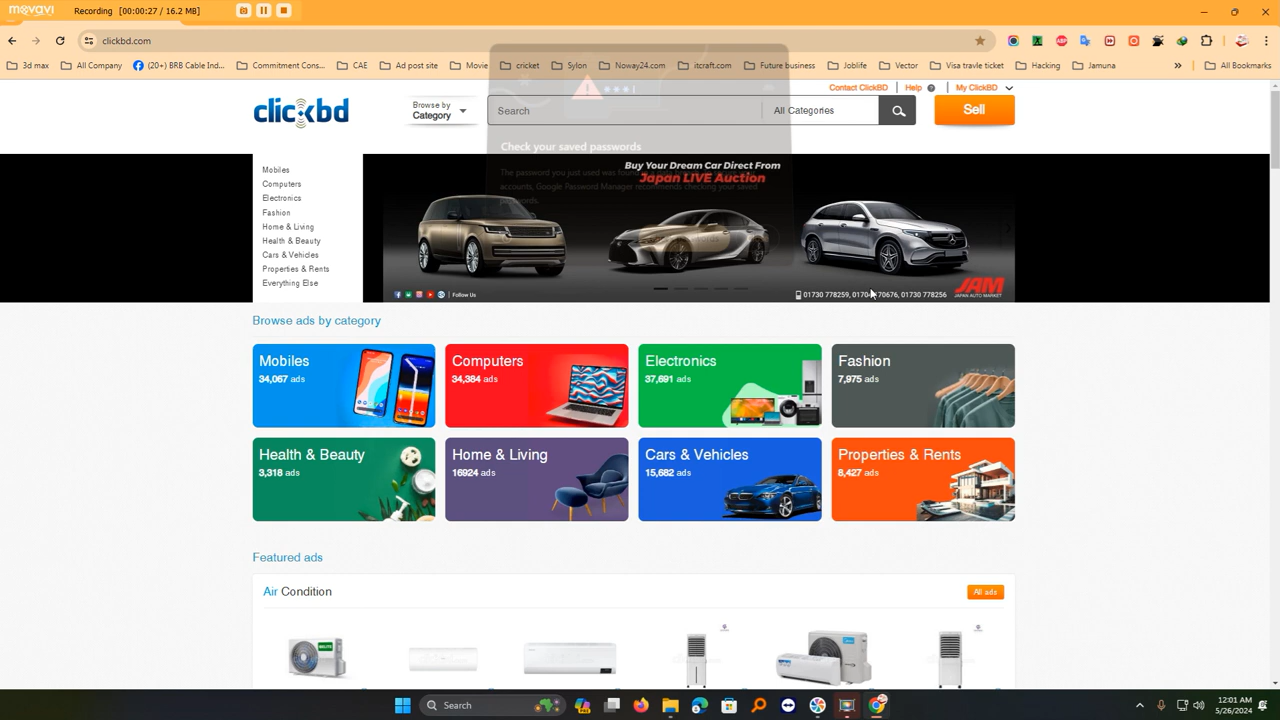 movavi
Recording [00:00:27 / 16.2 MB]
clickbd.com
3d max
All Company
(20+) BRB Cable Ind...
Commitment Cons...
CAE
Ad post site
Movie
cricket
Sylon
Noway24.com
itcraft.com
Future business
Joblife
Vector
Visa travle ticket
Hacking
Jamuna
»
All Bookmarks
Contact ClickBD
Help
My ClickBD
clickbd
Browse by
Category
Search
All Categories
Sell
Check your saved passwords
The password you just used was found
accounts, Google Password Manager recommends checking your saved
passwords.
Mobiles
Computers
Electronics
Fashion
Home & Living
Health & Beauty
Cars & Vehicles
Properties & Rents
Everything Else
Buy Your Dream Car Direct From
Japan LIVE Auction
Follow Us
01730 778259, 0170 70676, 01730 778256
JAM
JAPAN AUTO MARKET
Browse ads by category
Mobiles
34,067 ads
Computers
34,384 ads
Electronics
37,691 ads
Fashion
7,975 ads
Health & Beauty
3,318 ads
Home & Living
16924 ads
Cars & Vehicles
15,682 ads
Properties & Rents
8,427 ads
Featured ads
Air Condition
All ads
Search
12:01 AM
5/26/2024